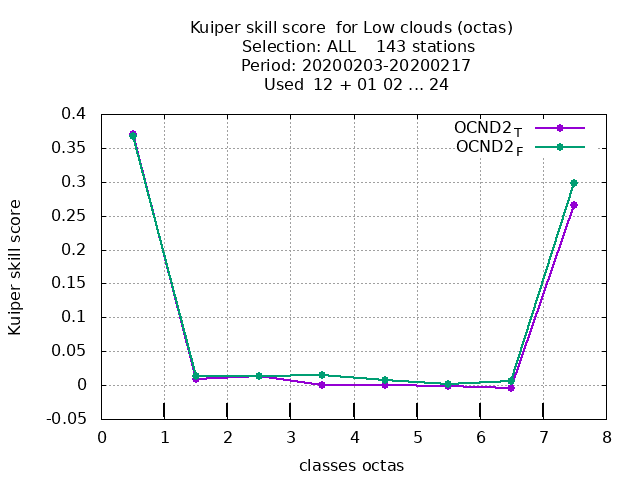 Kuiper skill score  for Low clouds (octas)
Selection: ALL    143 stations
Period: 20200203-20200217
Used  12 + 01 02 ... 24
OCND2T
OCND2F
0.4
0.35
0.3
0.25
0.2
0.15
0.1
0.05
0
-0.05
Kuiper skill score
0 1 2 3 4 5 6 7 8
classes octas